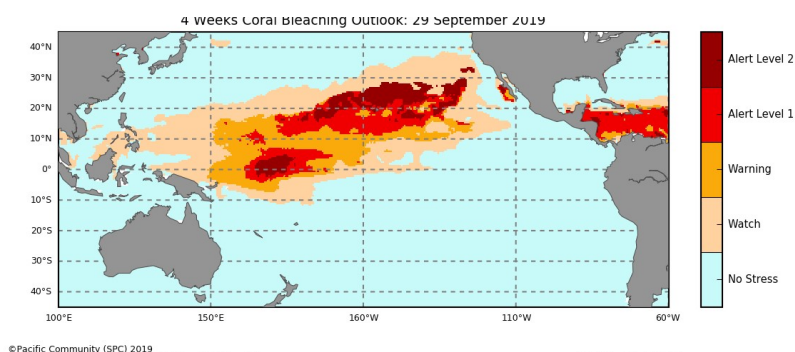 4 Weeks Coral Bleaching Outlook: 29 September 2019
40°N
30°N
20°N
10°N
0°
10°S
20°S
30°S
40°S
100°E
150°E
160°W
110°W
60°W
Alert Level 2
Alert Level 1
Warning
Watch
No Stress
©Pacific Community (SPC) 2019